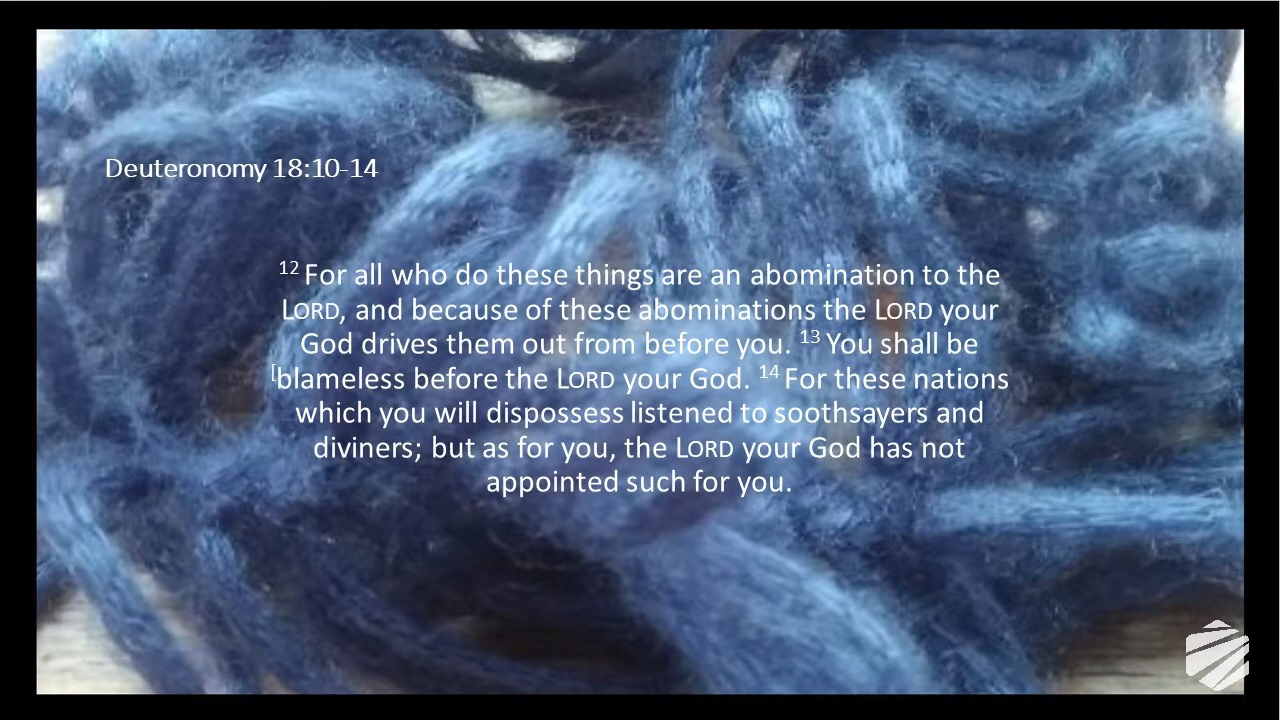 Deuteronomy 18:10-14
12 For all who do these things are an abomination to the
LORD, and because of these abominations the LORD your
God drives them out from before you. 13 You shall be
[blameless before the LORD your God. 14 For these nations
which you will dispossess listened to soothsayers and
diviners; but as for you, the LORD your God has not
appointed such for you.